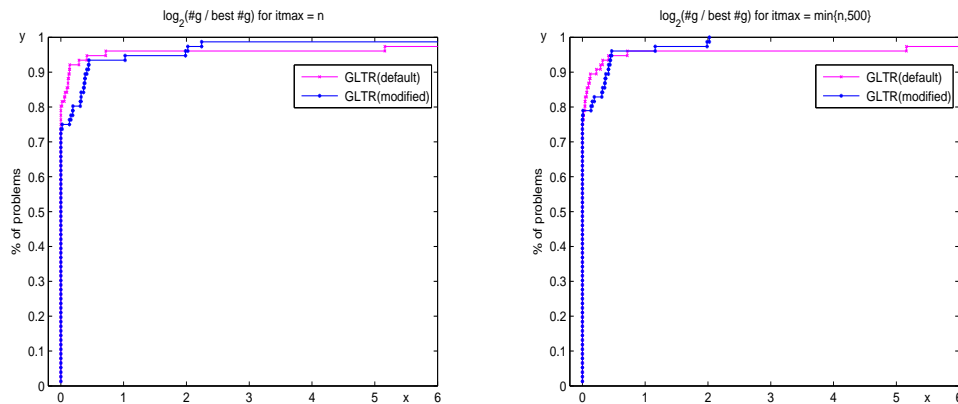 log2(#g / best #g) for itmax = n
y
1
0.9
0.8
0.7
0.6
0.5
0.4
0.3
0.2
0.1
0
% of problems
GLTR(default)
GLTR(modified)
0 1 2 3 4 5 x 6
log2(#g / best #g) for itmax = min{n,500}
y
1
0.9
0.8
0.7
0.6
0.5
0.4
0.3
0.2
0.1
0
% of problems
GLTR(default)
GLTR(modified)
0 1 2 3 4 5 x 6